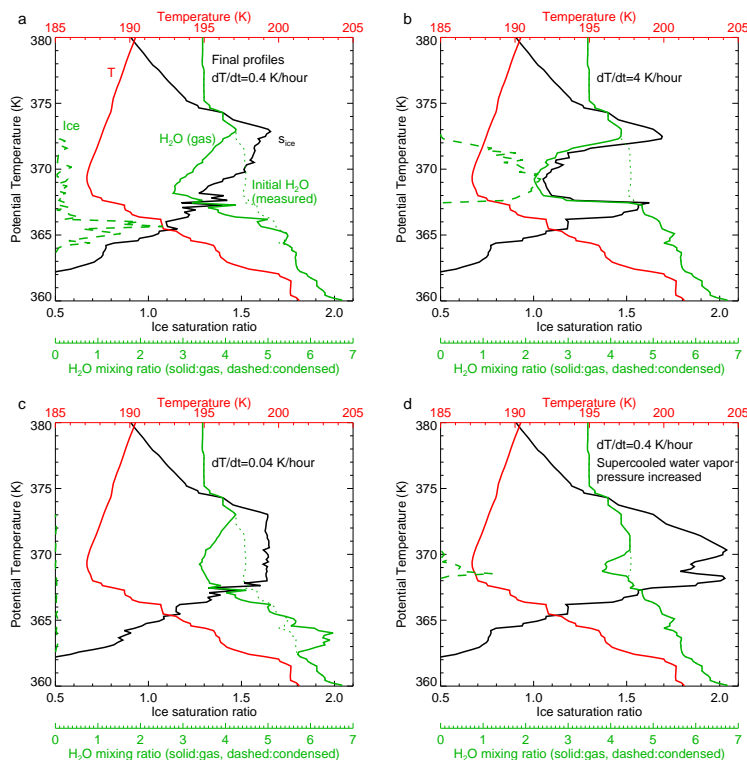 a
Temperature (K)
185 190 195 200 205
380
375
370
365
360
Potential Temperature (K)
Final profiles
dT/dt=0.4 K/hour
T
Ice
H₂O (gas)
sice
Initial H₂O
(measured)
0.5 1.0 1.5 2.0
Ice saturation ratio
0 1 2 3 4 5 6 7
H₂O mixing ratio (solid:gas, dashed:condensed)
b
Temperature (K)
185 190 195 200 205
380
375
370
365
360
Potential Temperature (K)
dT/dt=4 K/hour
0.5 1.0 1.5 2.0
Ice saturation ratio
0 1 2 3 4 5 6 7
H₂O mixing ratio (solid:gas, dashed:condensed)
c
Temperature (K)
185 190 195 200 205
380
375
370
365
360
Potential Temperature (K)
dT/dt=0.04 K/hour
0.5 1.0 1.5 2.0
Ice saturation ratio
0 1 2 3 4 5 6 7
H₂O mixing ratio (solid:gas, dashed:condensed)
d
Temperature (K)
185 190 195 200 205
380
375
370
365
360
Potential Temperature (K)
dT/dt=0.4 K/hour
Supercooled water vapor
pressure increased
0.5 1.0 1.5 2.0
Ice saturation ratio
0 1 2 3 4 5 6 7
H₂O mixing ratio (solid:gas, dashed:condensed)